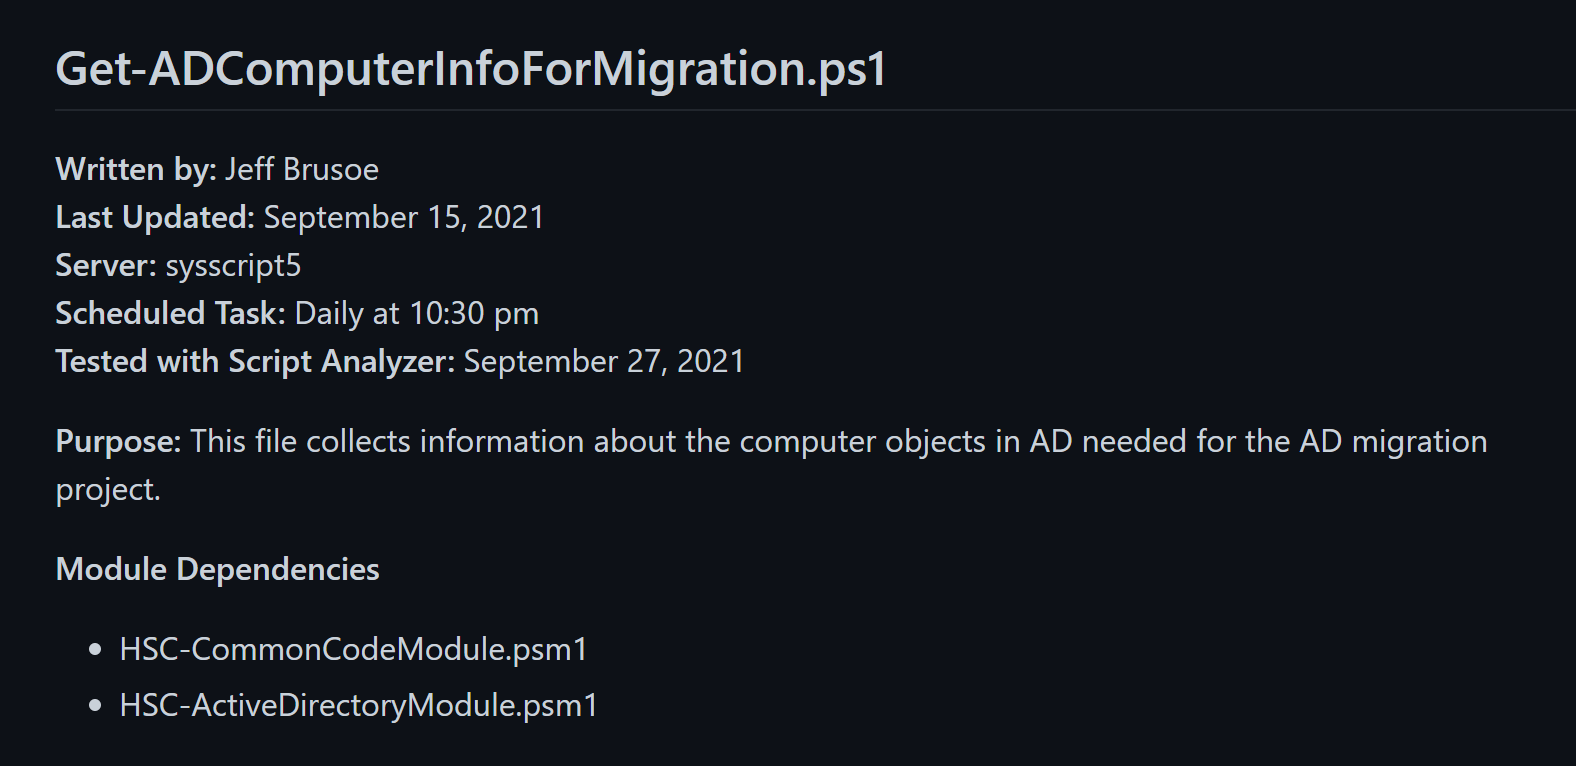 Get-ADComputerInfoForMigration.ps1
Written by: Jeff Brusoe
Last Updated: September 15, 2021
Server: sysscript5
Scheduled Task: Daily at 10:30 pm
Tested with Script Analyzer: September 27, 2021
Purpose: This file collects information about the computer objects in AD needed for the AD migration
project.
Module Dependencies
• HSC-CommonCodeModule.psm1
• HSC-ActiveDirectoryModule.psm1